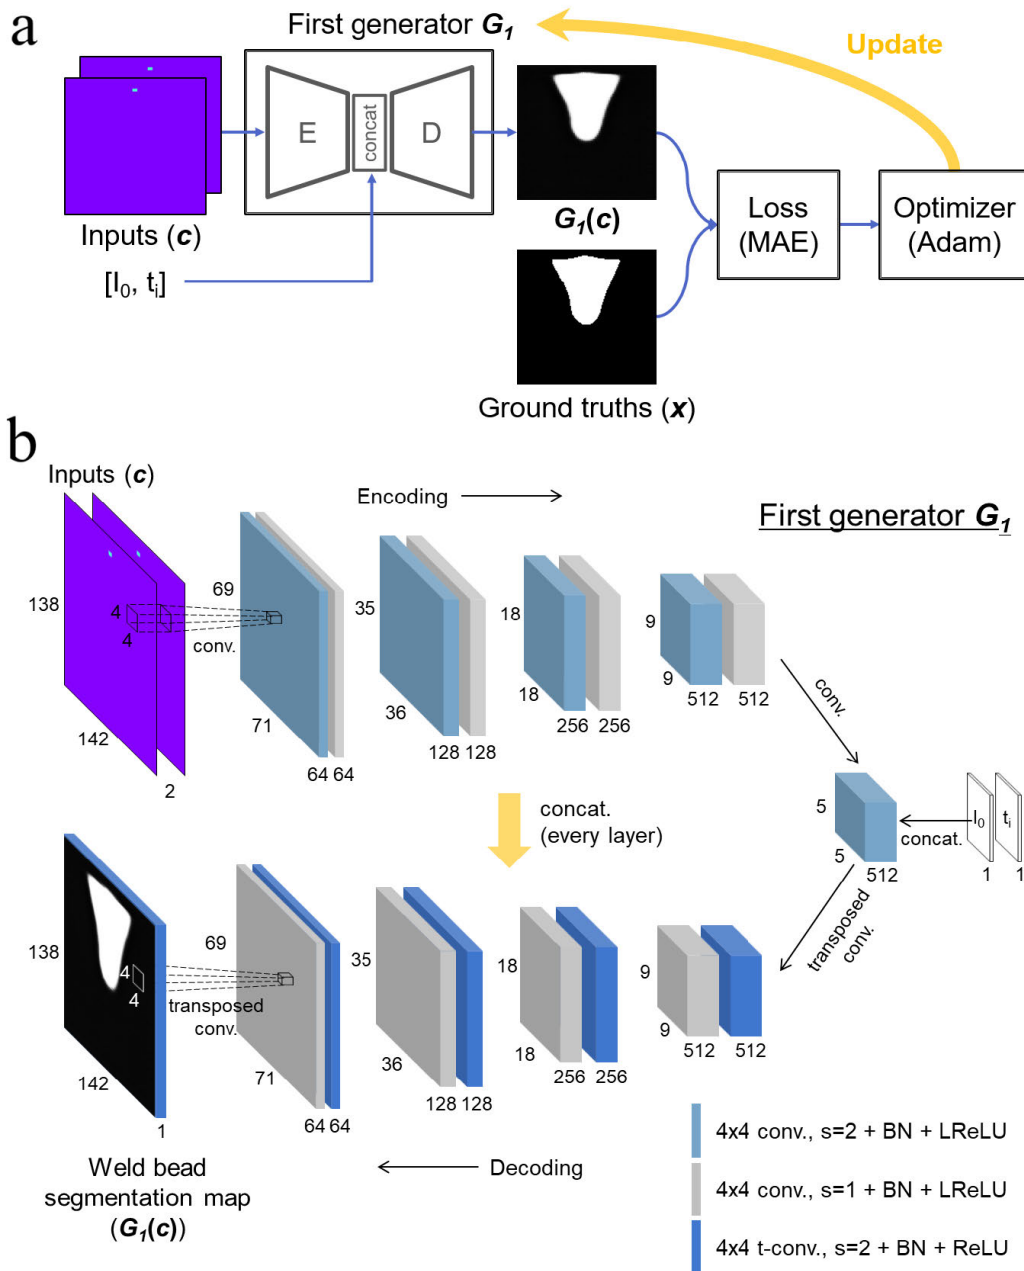 a
First generator G1
Update
E
concat
D
Inputs (c)
[I0, ti]
G1(c)
Loss
(MAE)
Optimizer
(Adam)
Ground truths (x)
b
Inputs (c)
Encoding
First generator G1
138
142
2
4
4
conv.
69
71
64 64
35
36
128 128
18
18
256 256
9
9
512 512
conv.
5
5
512
concat.
I0
ti
1 1
concat.
(every layer)
transposed
conv.
138
142
1
4
4
transposed
conv.
69
71
64 64
35
36
128 128
18
18
256 256
9
9
512 512
Weld bead
segmentation map
(G1(c))
Decoding
4x4 conv., s=2 + BN + LReLU
4x4 conv., s=1 + BN + LReLU
4x4 t-conv., s=2 + BN + ReLU